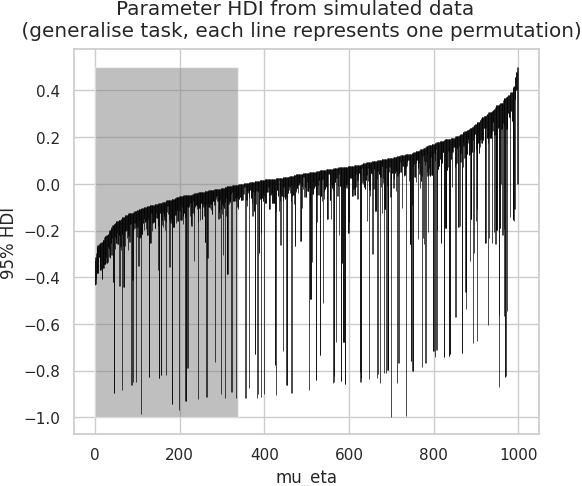 Parameter HDI from simulated data
(generalise task, each line represents one permutation)
95% HDI
0.4
0.2
0.0
−0.2
−0.4
−0.6
−0.8
−1.0
0 200 400 600 800 1000
mu_eta